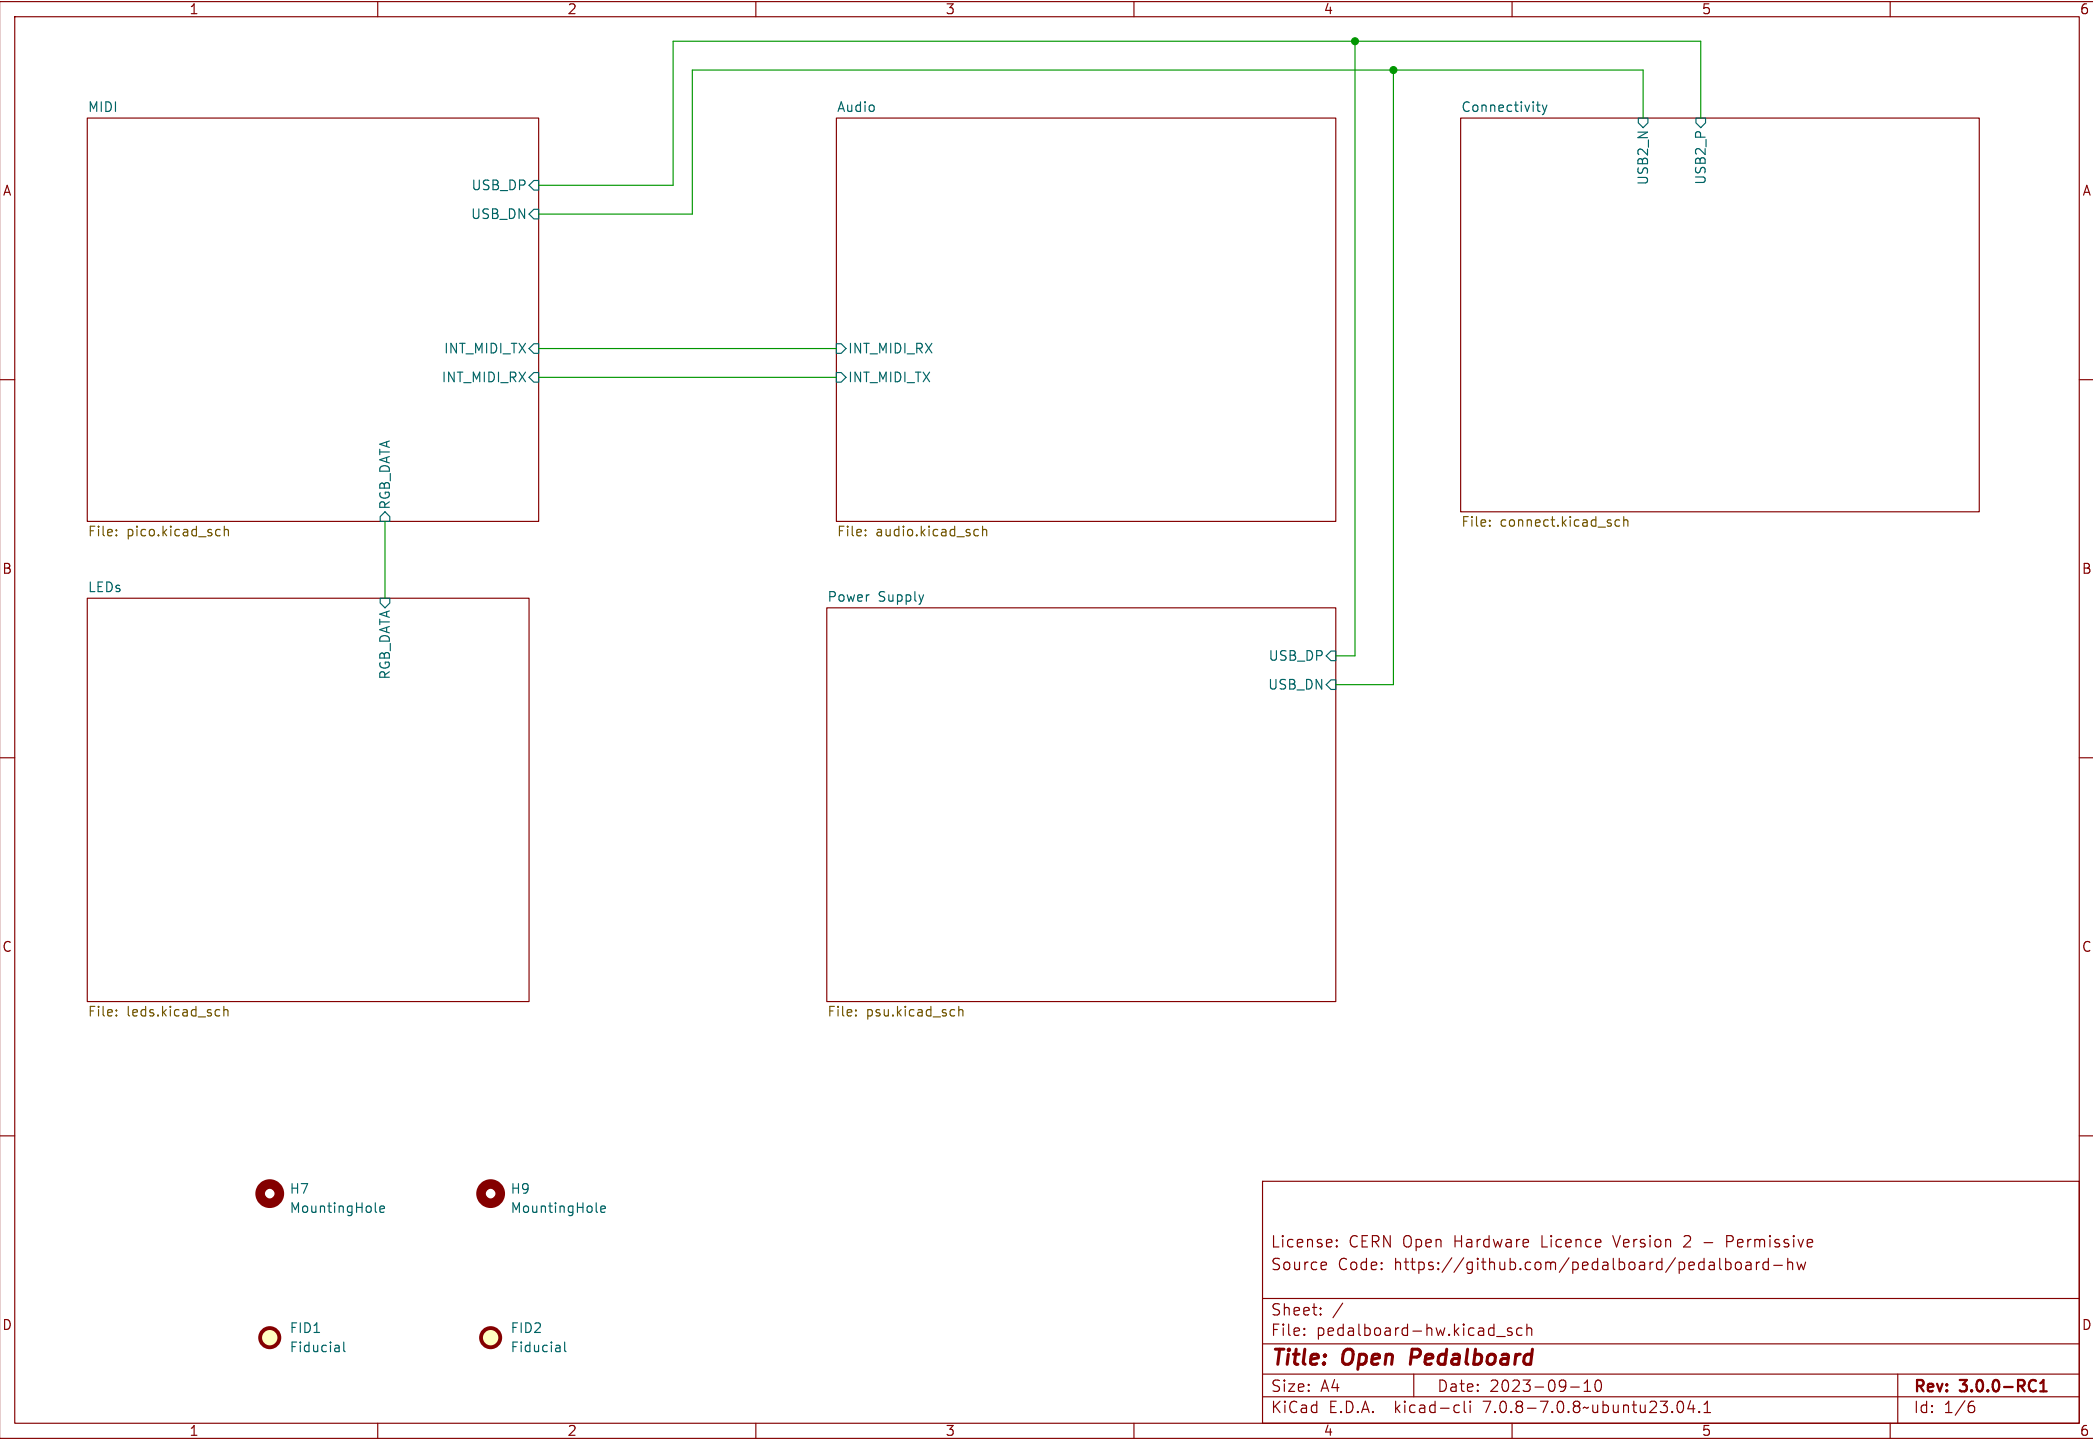 1 2 3 4 5 6
MIDI
Audio
Connectivity
USB2_N
USB2_P
A
A
USB_DP
USB_DN
INT_MIDI_TX
INT_MIDI_RX
INT_MIDI_RX
INT_MIDI_TX
RGB_DATA
File: pico.kicad_sch
File: audio.kicad_sch
File: connect.kicad_sch
B
B
LEDs
Power Supply
RGB_DATA
USB_DP
USB_DN
C
C
File: leds.kicad_sch
File: psu.kicad_sch
H7
MountingHole
H9
MountingHole
FID1
Fiducial
FID2
Fiducial
D
D
License: CERN Open Hardware Licence Version 2 - Permissive
Source Code: https://github.com/pedalboard/pedalboard-hw
Sheet: /
File: pedalboard-hw.kicad_sch
Title: Open Pedalboard
Size: A4
Date: 2023-09-10
Rev: 3.0.0-RC1
KiCad E.D.A. kicad-cli 7.0.8-7.0.8~ubuntu23.04.1
Id: 1/6
1 2 3 4 5 6